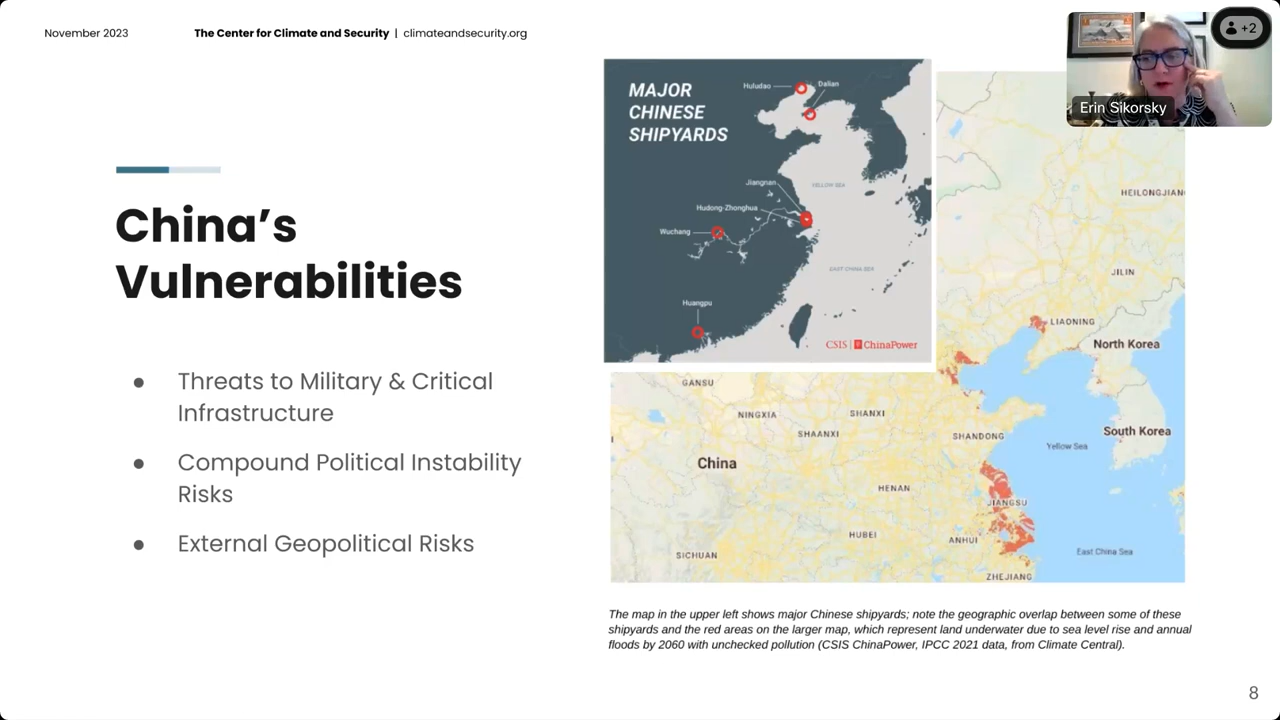 November 2023
The Center for Climate and Security | climateandsecurity.org
+2
Erin Sikorsky
China's
Vulnerabilities
Threats to Military & Critical
Infrastructure
Compound Political Instability
Risks
External Geopolitical Risks
MAJOR
CHINESE
SHIPYARDS
Huludao
Dalian
Jiangnan
YELLOW SEA
Hudong-Zhonghua
Wuchang
EAST CHINA SEA
Huangpu
CSIS | ChinaPower
HEILONGJIAN
JILIN
LIAONING
North Korea
GANSU
NINGXIA
SHANXI
SHAANXI
SHANDONG
South Korea
Yellow Sea
China
HENAN
JIANGSU
HUBEI
ANHUI
East China Sea
SICHUAN
ZHEJIANG
The map in the upper left shows major Chinese shipyards; note the geographic overlap between some of these
shipyards and the red areas on the larger map, which represent land underwater due to sea level rise and annual
floods by 2060 with unchecked pollution (CSIS ChinaPower, IPCC 2021 data, from Climate Central).
8